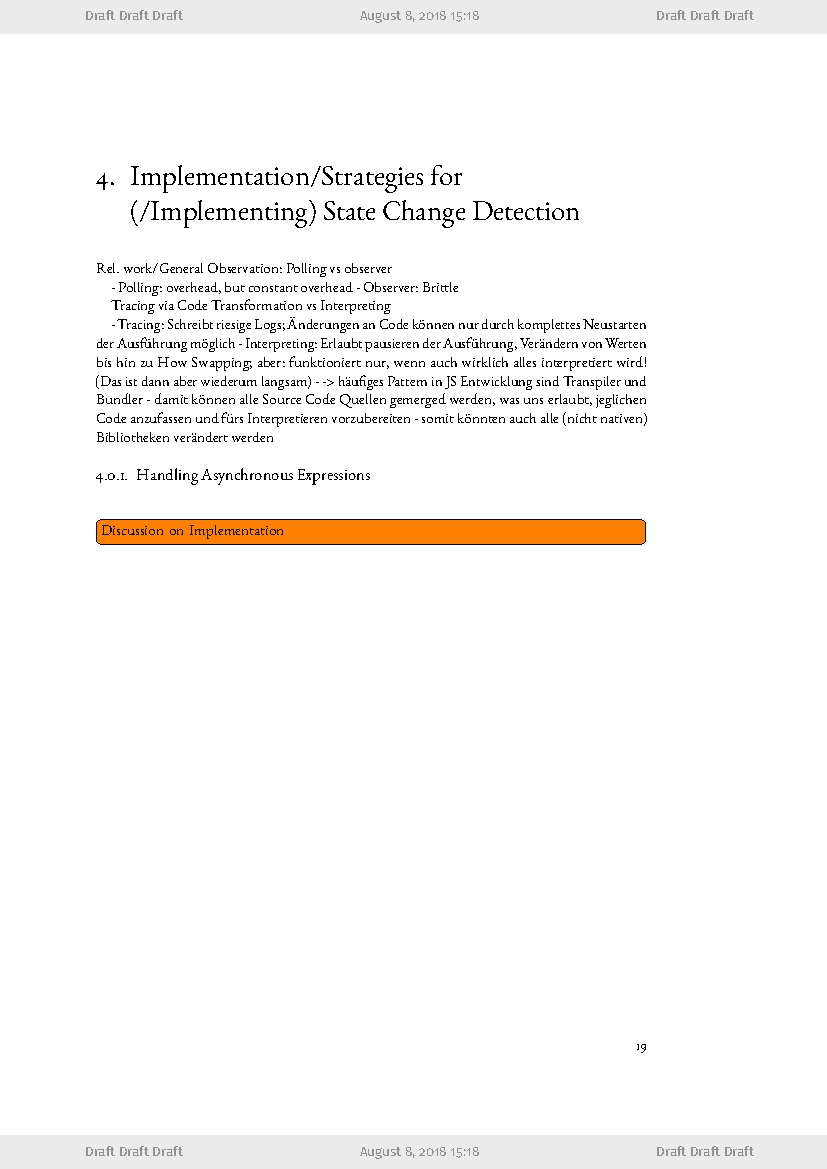 Draft Draft Draft August 8, 2018 15:18 Draft Draft Draft
4. Implementation/Strategies for
(/Implementing) State Change Detection
Rel. work/General Observation: Polling vs observer
- Polling: overhead, but constant overhead - Observer: Brittle
Tracing via Code Transformation vs Interpreting
- Tracing: Schreibt riesige Logs; Änderungen an Code können nur durch komplettes Neustarten
der Ausführung möglich - Interpreting: Erlaubt pausieren der Ausführung, Verändern von Werten
bis hin zu How Swapping; aber: funktioniert nur, wenn auch wirklich alles interpretiert wird!
(Das ist dann aber wiederum langsam) - -> häufiges Pattern in JS Entwicklung sind Transpiler und
Bundler - damit können alle Source Code Quellen gemerged werden, was uns erlaubt, jeglichen
Code anzufassen und fürs Interpretieren vorzubereiten - somit könnten auch alle (nicht nativen)
Bibliotheken verändert werden
4.0.1. Handling Asynchronous Expressions
Discussion on Implementation
19
Draft Draft Draft August 8, 2018 15:18 Draft Draft Draft